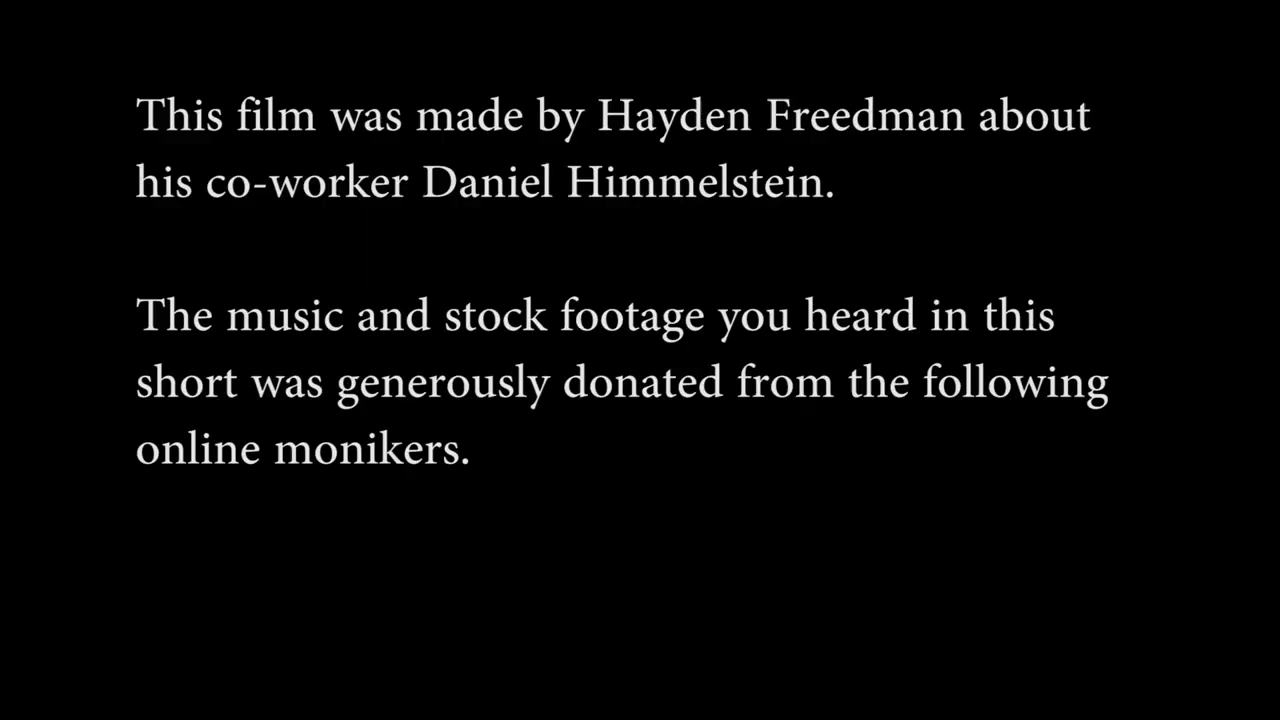 This film was made by Hayden Freedman about
his co-worker Daniel Himmelstein.
The music and stock footage you heard in this
short was generously donated from the following
online monikers.